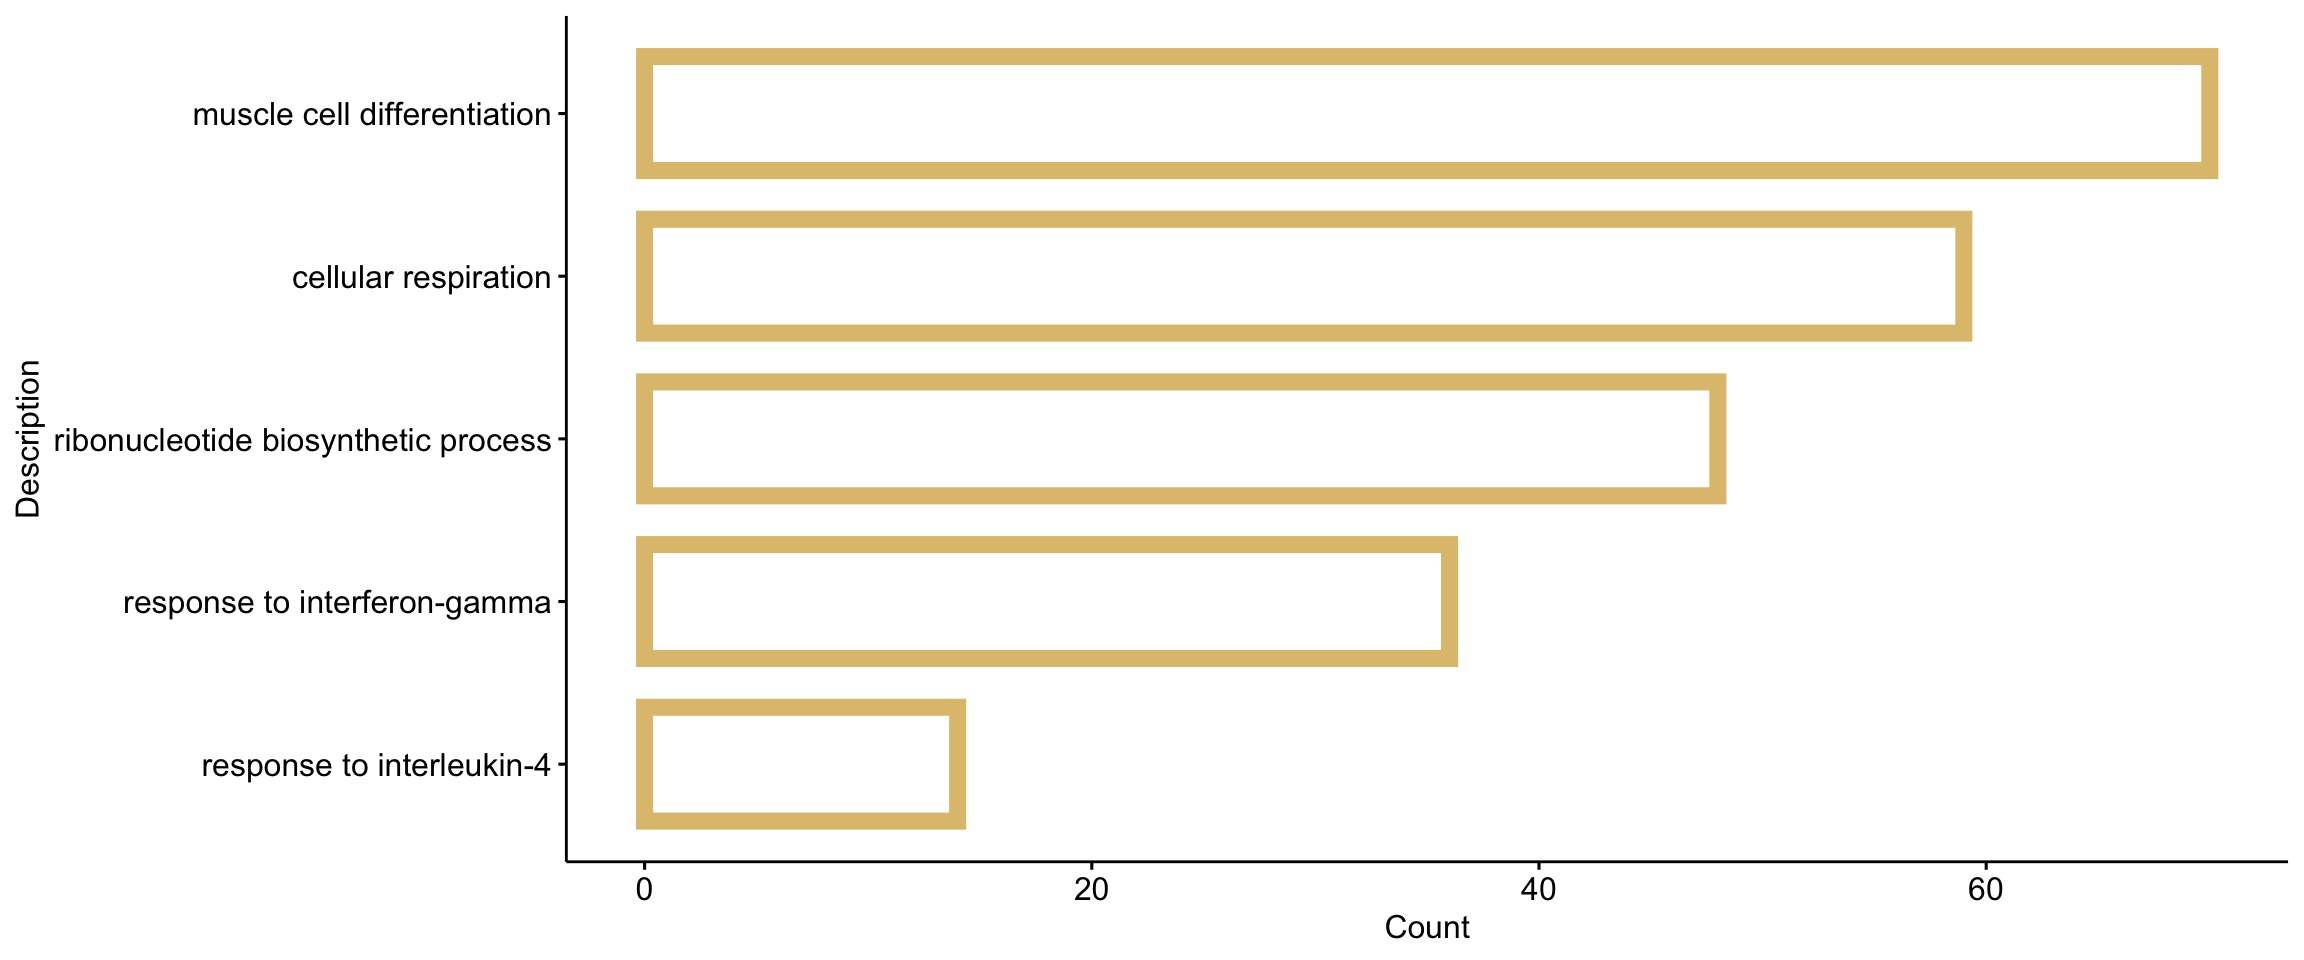 Description
muscle cell differentiation
cellular respiration
ribonucleotide biosynthetic process
response to interferon-gamma
response to interleukin-4
0 20 40 60
Count